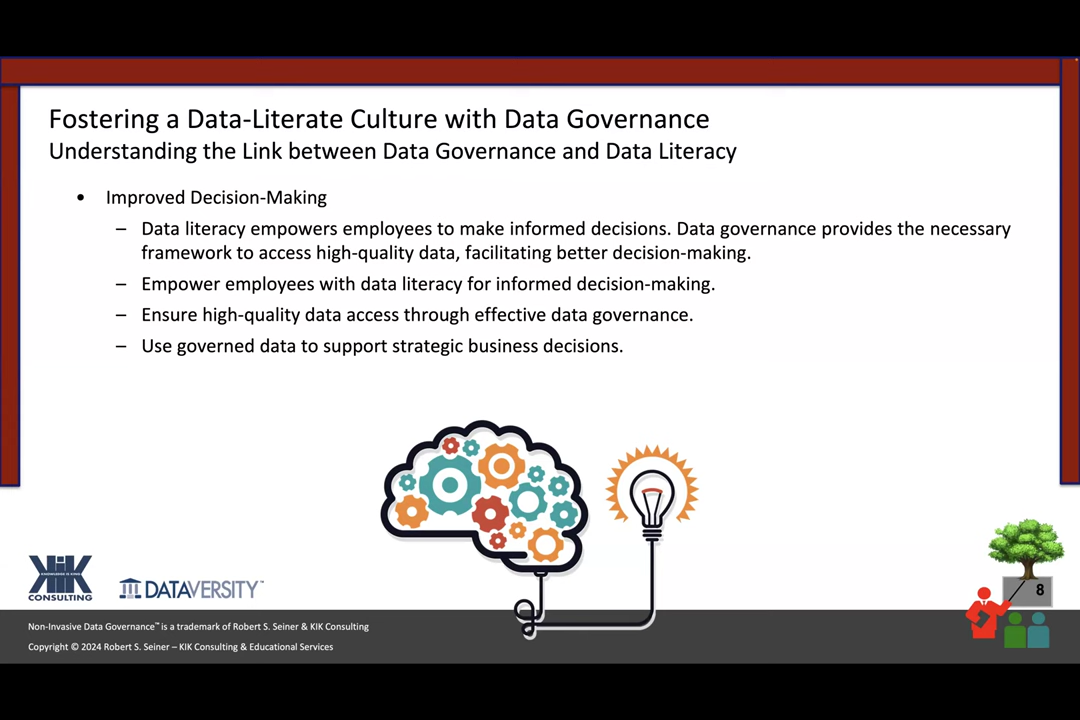 Fostering a Data-Literate Culture with Data Governance
Understanding the Link between Data Governance and Data Literacy
• Improved Decision-Making
– Data literacy empowers employees to make informed decisions. Data governance provides the necessary
framework to access high-quality data, facilitating better decision-making.
– Empower employees with data literacy for informed decision-making.
– Ensure high-quality data access through effective data governance.
– Use governed data to support strategic business decisions.
KiK
KNOWLEDGE IS KING
CONSULTING
DATAVERSITY™
8
Non-Invasive Data Governance™ is a trademark of Robert S. Seiner & KIK Consulting
Copyright © 2024 Robert S. Seiner – KIK Consulting & Educational Services